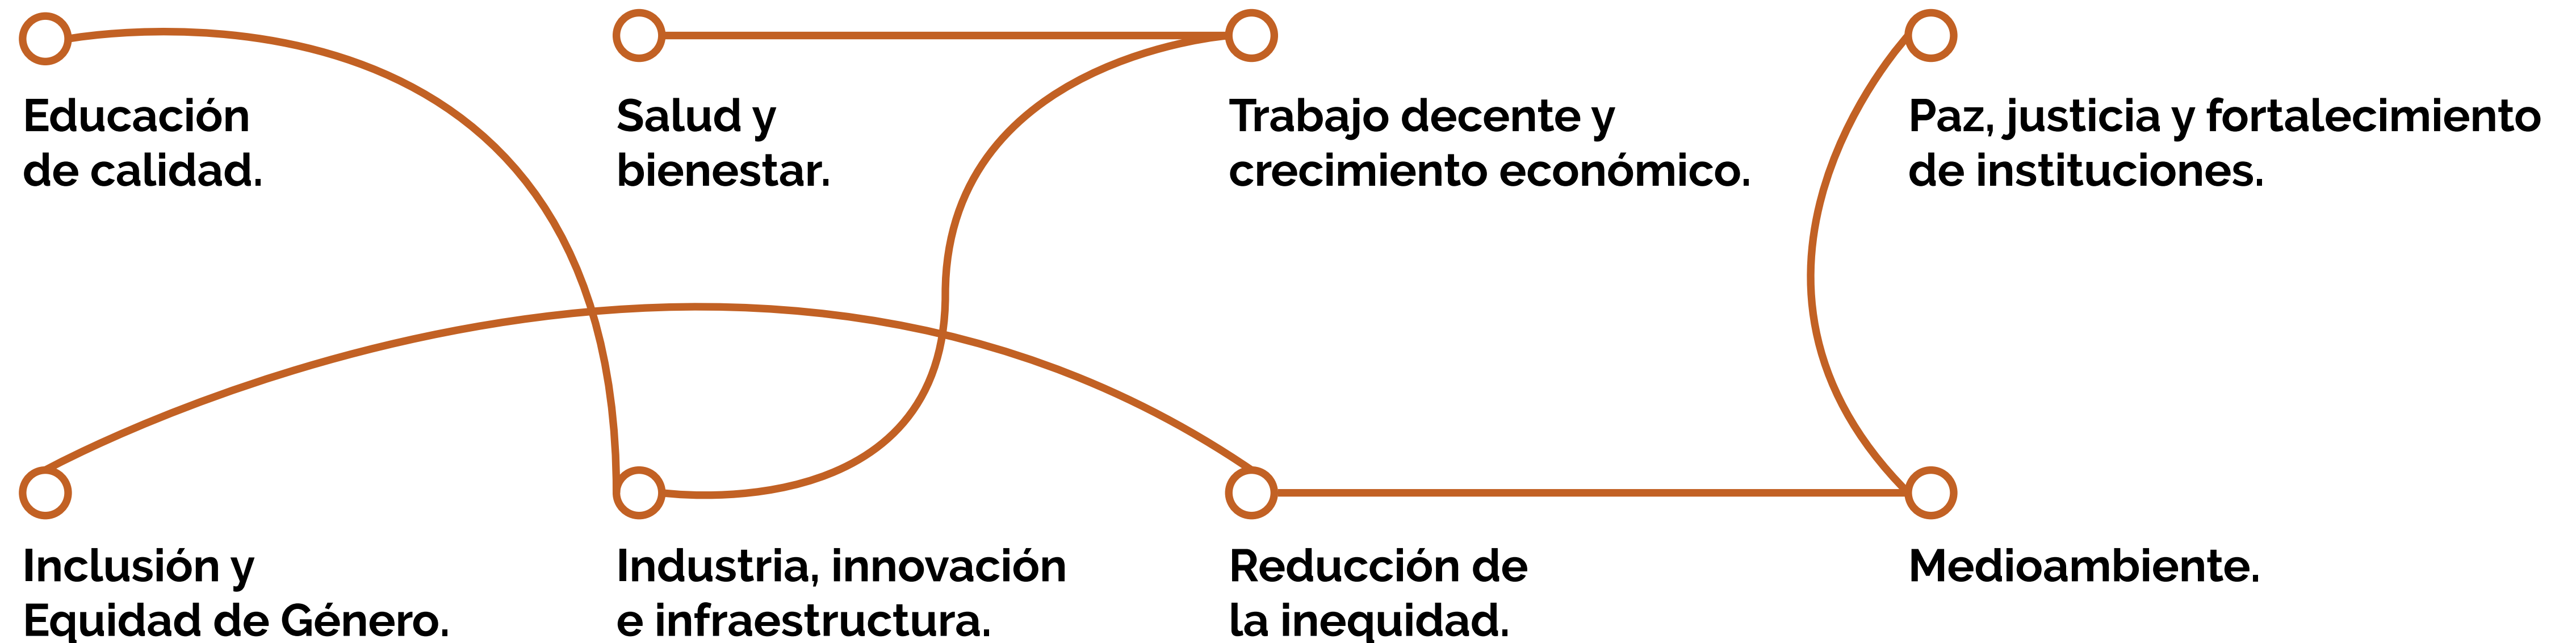 Educación
de calidad.
Salud y
bienestar.
Trabajo decente y
crecimiento económico.
Paz, justicia y fortalecimiento
de instituciones.
Inclusión y
Equidad de Género.
Industria, innovación
e infraestructura.
Reducción de
la inequidad.
Medioambiente.